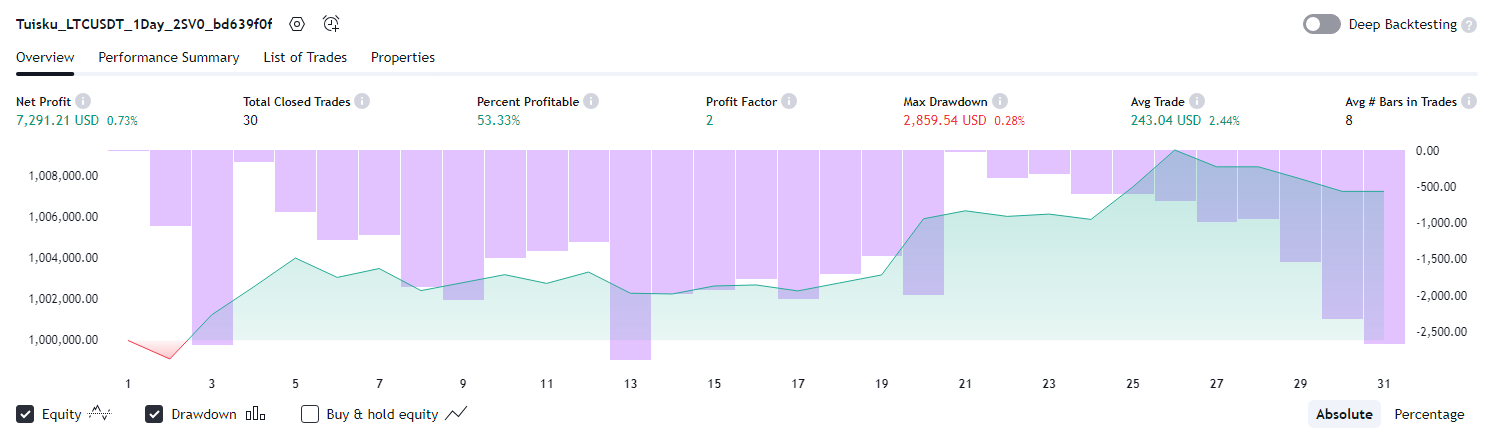 Tuisku_LTCUSDT_1Day_2SV0_bd639f0f Deep Backtesting ?
Overview Performance Summary List of Trades Properties
Net Profit i Total Closed Trades i Percent Profitable i Profit Factor i Max Drawdown i Avg Trade i Avg # Bars in Trades i
7,291.21 USD 0.73% 30 53.33% 2 2,859.54 USD 0.28% 243.04 USD 2.44% 8
0.00
1,008,000.00
-500.00
1,006,000.00
-1,000.00
1,004,000.00
-1,500.00
1,002,000.00
-2,000.00
1,000,000.00
-2,500.00
1 3 5 7 9 11 13 15 17 19 21 23 25 27 29 31
Equity Drawdown Buy & hold equity Absolute Percentage